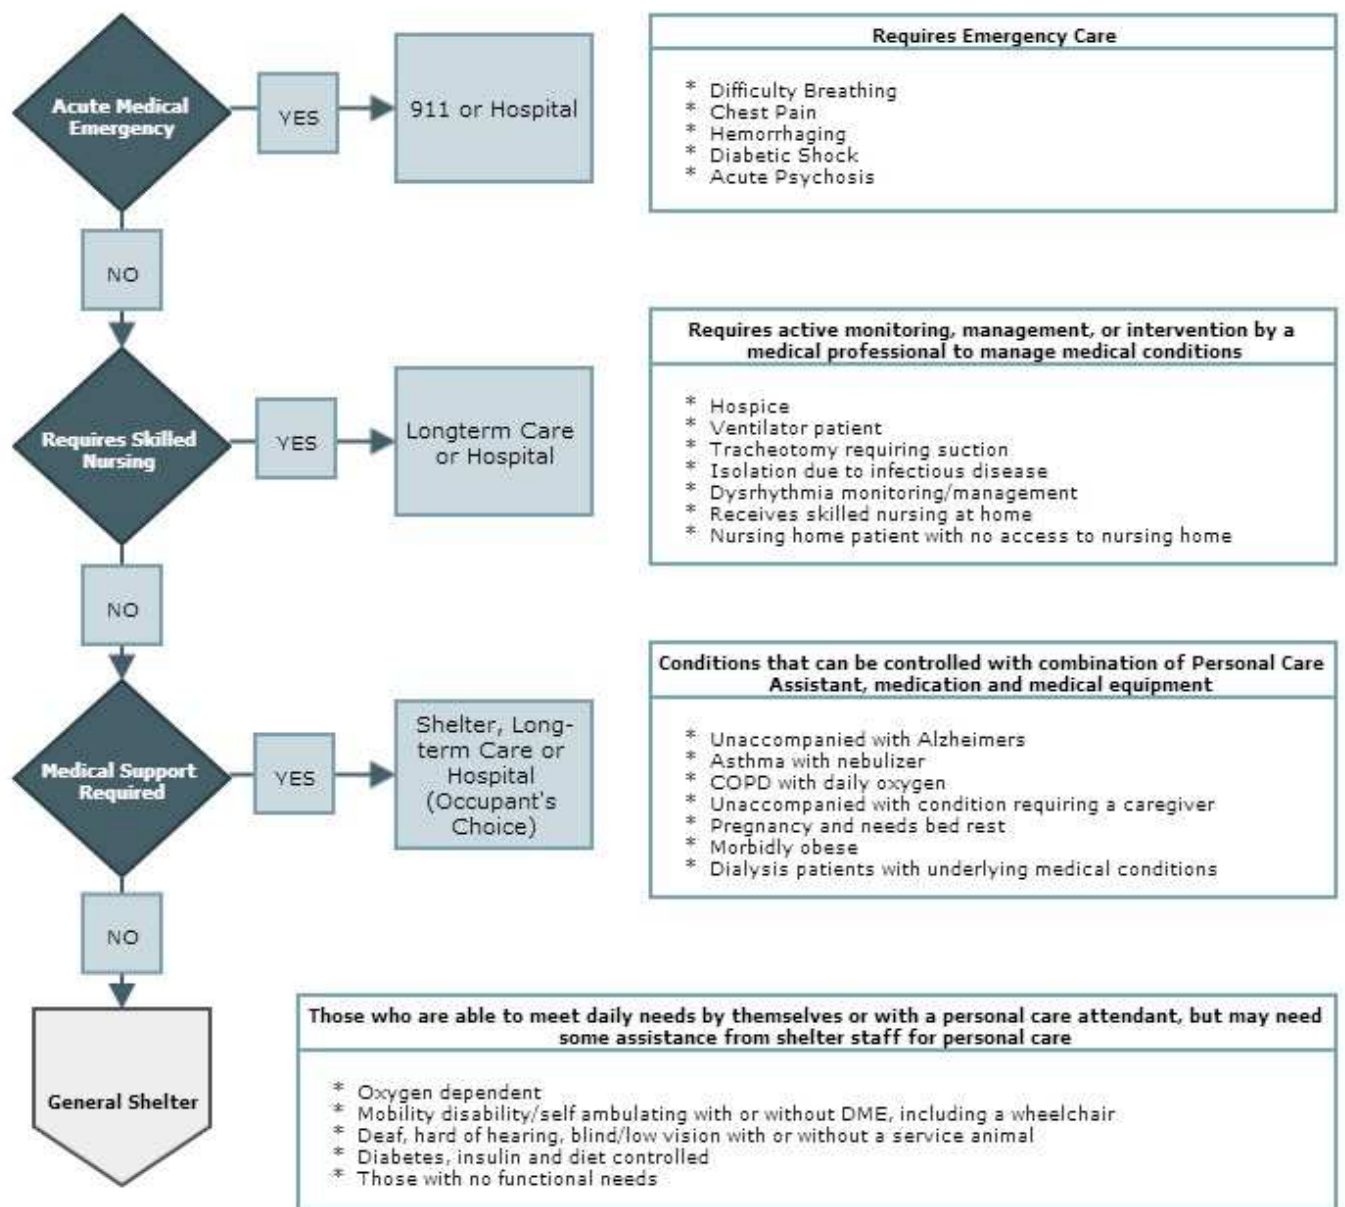 Acute Medical
Emergency
YES
911 or Hospital
Requires Emergency Care
* Difficulty Breathing
* Chest Pain
* Hemorrhaging
* Diabetic Shock
* Acute Psychosis
NO
Requires Skilled
Nursing
YES
Longterm Care
or Hospital
Requires active monitoring, management, or intervention by a
medical professional to manage medical conditions
* Hospice
* Ventilator patient
* Tracheotomy requiring suction
* Isolation due to infectious disease
* Dysrhythmia monitoring/management
* Receives skilled nursing at home
* Nursing home patient with no access to nursing home
NO
Medical Support
Required
YES
Shelter, Long-
term Care or
Hospital
(Occupant's
Choice)
Conditions that can be controlled with combination of Personal Care
Assistant, medication and medical equipment
* Unaccompanied with Alzheimers
* Asthma with nebulizer
* COPD with daily oxygen
* Unaccompanied with condition requiring a caregiver
* Pregnancy and needs bed rest
* Morbidly obese
* Dialysis patients with underlying medical conditions
NO
General Shelter
Those who are able to meet daily needs by themselves or with a personal care attendant, but may need
some assistance from shelter staff for personal care
* Oxygen dependent
* Mobility disability/self ambulating with or without DME, including a wheelchair
* Deaf, hard of hearing, blind/low vision with or without a service animal
* Diabetes, insulin and diet controlled
* Those with no functional needs